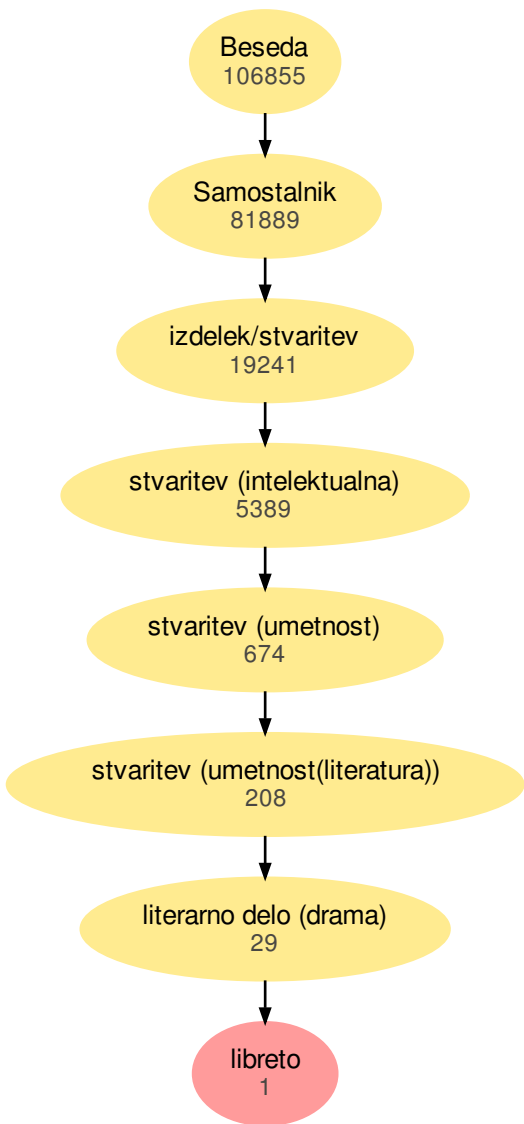 Beseda
106855
Samostalnik
81889
izdelek/stvaritev
19241
stvaritev (intelektualna)
5389
stvaritev (umetnost)
674
stvaritev (umetnost(literatura))
208
literarno delo (drama)
29
libreto
1